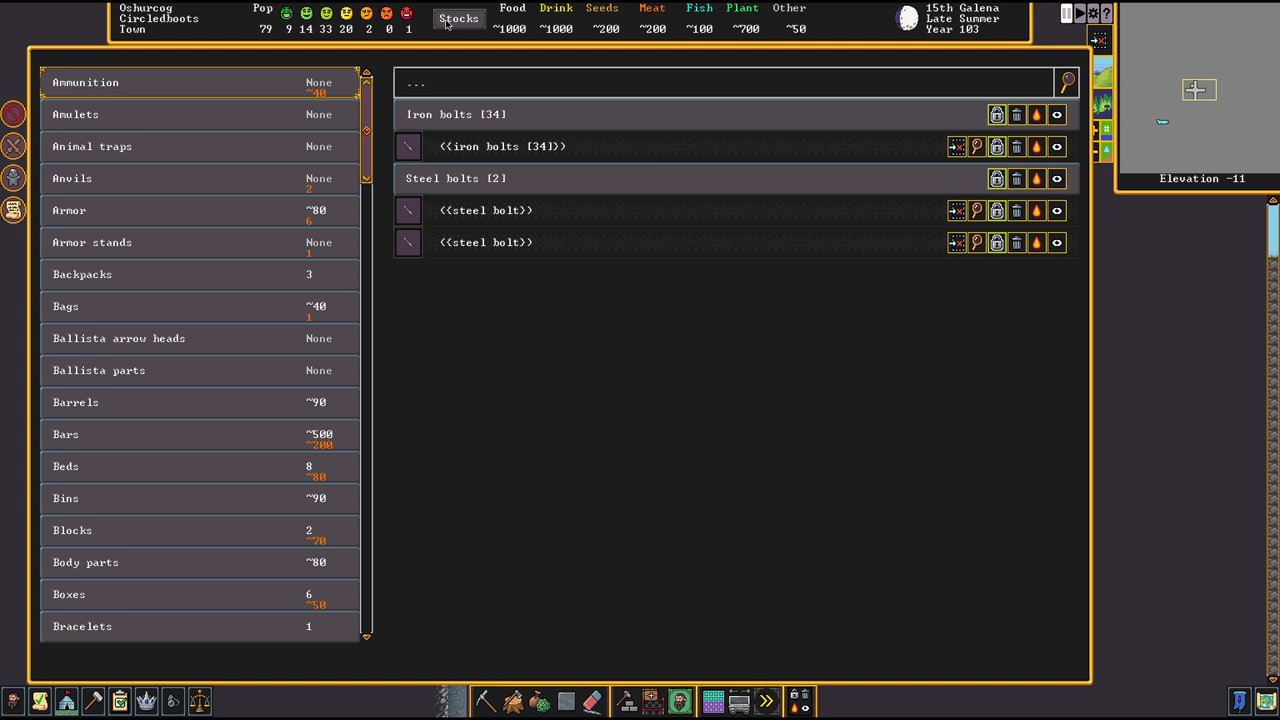 Oshurcog
Circledboots
Town
Pop
79 9 14 33 20 2 0 1
Stocks
Food Drink Seeds Meat Fish Plant Other
~1000 ~1000 ~200 ~200 ~100 ~700 ~50
15th Galena
Late Summer
Year 103
?
Elevation -11
Ammunition None
~40
Amulets None
Animal traps None
Anvils None
2
Armor ~80
6
Armor stands None
1
Backpacks 3
Bags ~40
1
Ballista arrow heads None
Ballista parts None
Barrels ~90
Bars ~500
~200
Beds 8
~80
Bins ~90
Blocks 2
~70
Body parts ~80
Boxes 6
~50
Bracelets 1
...
Iron bolts [34]
((iron bolts [34]))
Steel bolts [2]
((steel bolt))
((steel bolt))